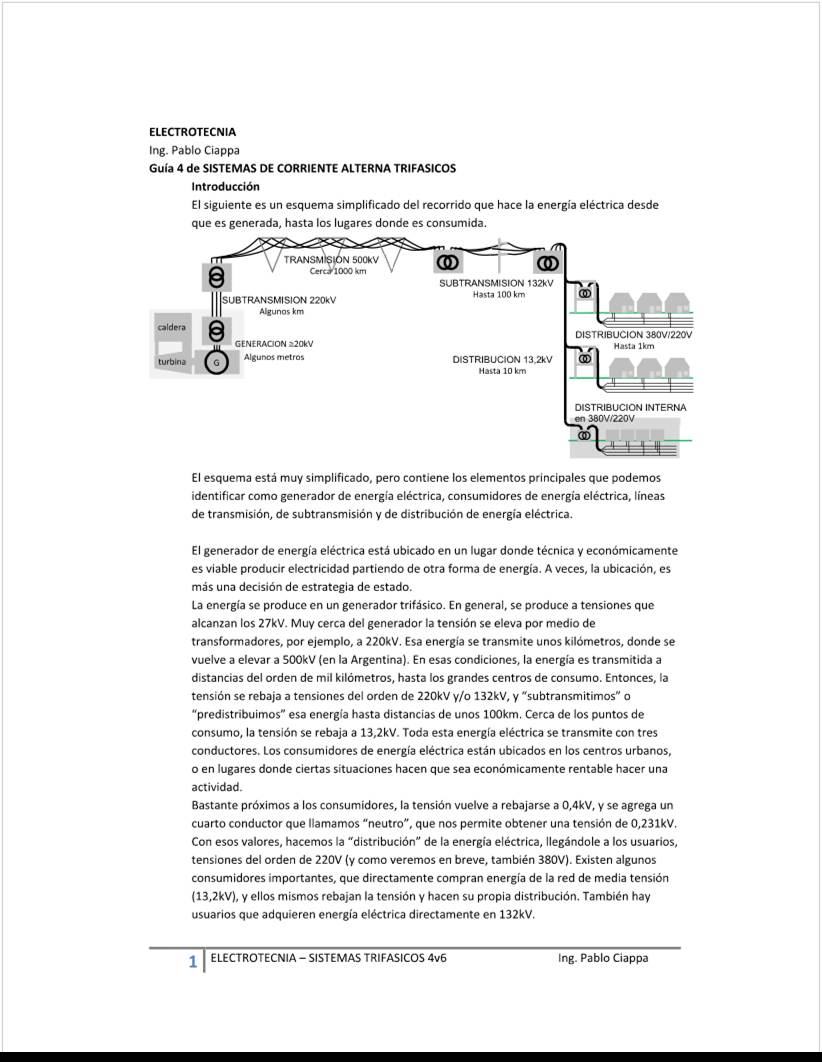 ELECTROTECNIA
Ing. Pablo Ciappa
Guía 4 de SISTEMAS DE CORRIENTE ALTERNA TRIFASICOS
Introducción
El siguiente es un esquema simplificado del recorrido que hace la energía eléctrica desde
que es generada, hasta los lugares donde es consumida.
TRANSMISION 500kV
Cerca 1000 km
SUBTRANSMISION 132kV
Hasta 100 km
SUBTRANSMISION 220kV
Algunos km
caldera
turbina
G
GENERACION ≥20kV
Algunos metros
DISTRIBUCION 380V/220V
Hasta 1km
DISTRIBUCION 13,2kV
Hasta 10 km
DISTRIBUCION INTERNA
en 380V/220V
El esquema está muy simplificado, pero contiene los elementos principales que podemos
identificar como generador de energía eléctrica, consumidores de energía eléctrica, líneas
de transmisión, de subtransmisión y de distribución de energía eléctrica.
El generador de energía eléctrica está ubicado en un lugar donde técnica y económicamente
es viable producir electricidad partiendo de otra forma de energía. A veces, la ubicación, es
más una decisión de estrategia de estado.
La energía se produce en un generador trifásico. En general, se produce a tensiones que
alcanzan los 27kV. Muy cerca del generador la tensión se eleva por medio de
transformadores, por ejemplo, a 220kV. Esa energía se transmite unos kilómetros, donde se
vuelve a elevar a 500kV (en la Argentina). En esas condiciones, la energía es transmitida a
distancias del orden de mil kilómetros, hasta los grandes centros de consumo. Entonces, la
tensión se rebaja a tensiones del orden de 220kV y/o 132kV, y “subtransmitimos” o
“predistribuimos” esa energía hasta distancias de unos 100km. Cerca de los puntos de
consumo, la tensión se rebaja a 13,2kV. Toda esta energía eléctrica se transmite con tres
conductores. Los consumidores de energía eléctrica están ubicados en los centros urbanos,
o en lugares donde ciertas situaciones hacen que sea económicamente rentable hacer una
actividad.
Bastante próximos a los consumidores, la tensión vuelve a rebajarse a 0,4kV, y se agrega un
cuarto conductor que llamamos “neutro”, que nos permite obtener una tensión de 0,231kV.
Con esos valores, hacemos la “distribución” de la energía eléctrica, llegándole a los usuarios,
tensiones del orden de 220V (y como veremos en breve, también 380V). Existen algunos
consumidores importantes, que directamente compran energía de la red de media tensión
(13,2kV), y ellos mismos rebajan la tensión y hacen su propia distribución. También hay
usuarios que adquieren energía eléctrica directamente en 132kV.
1 ELECTROTECNIA – SISTEMAS TRIFASICOS 4v6 Ing. Pablo Ciappa